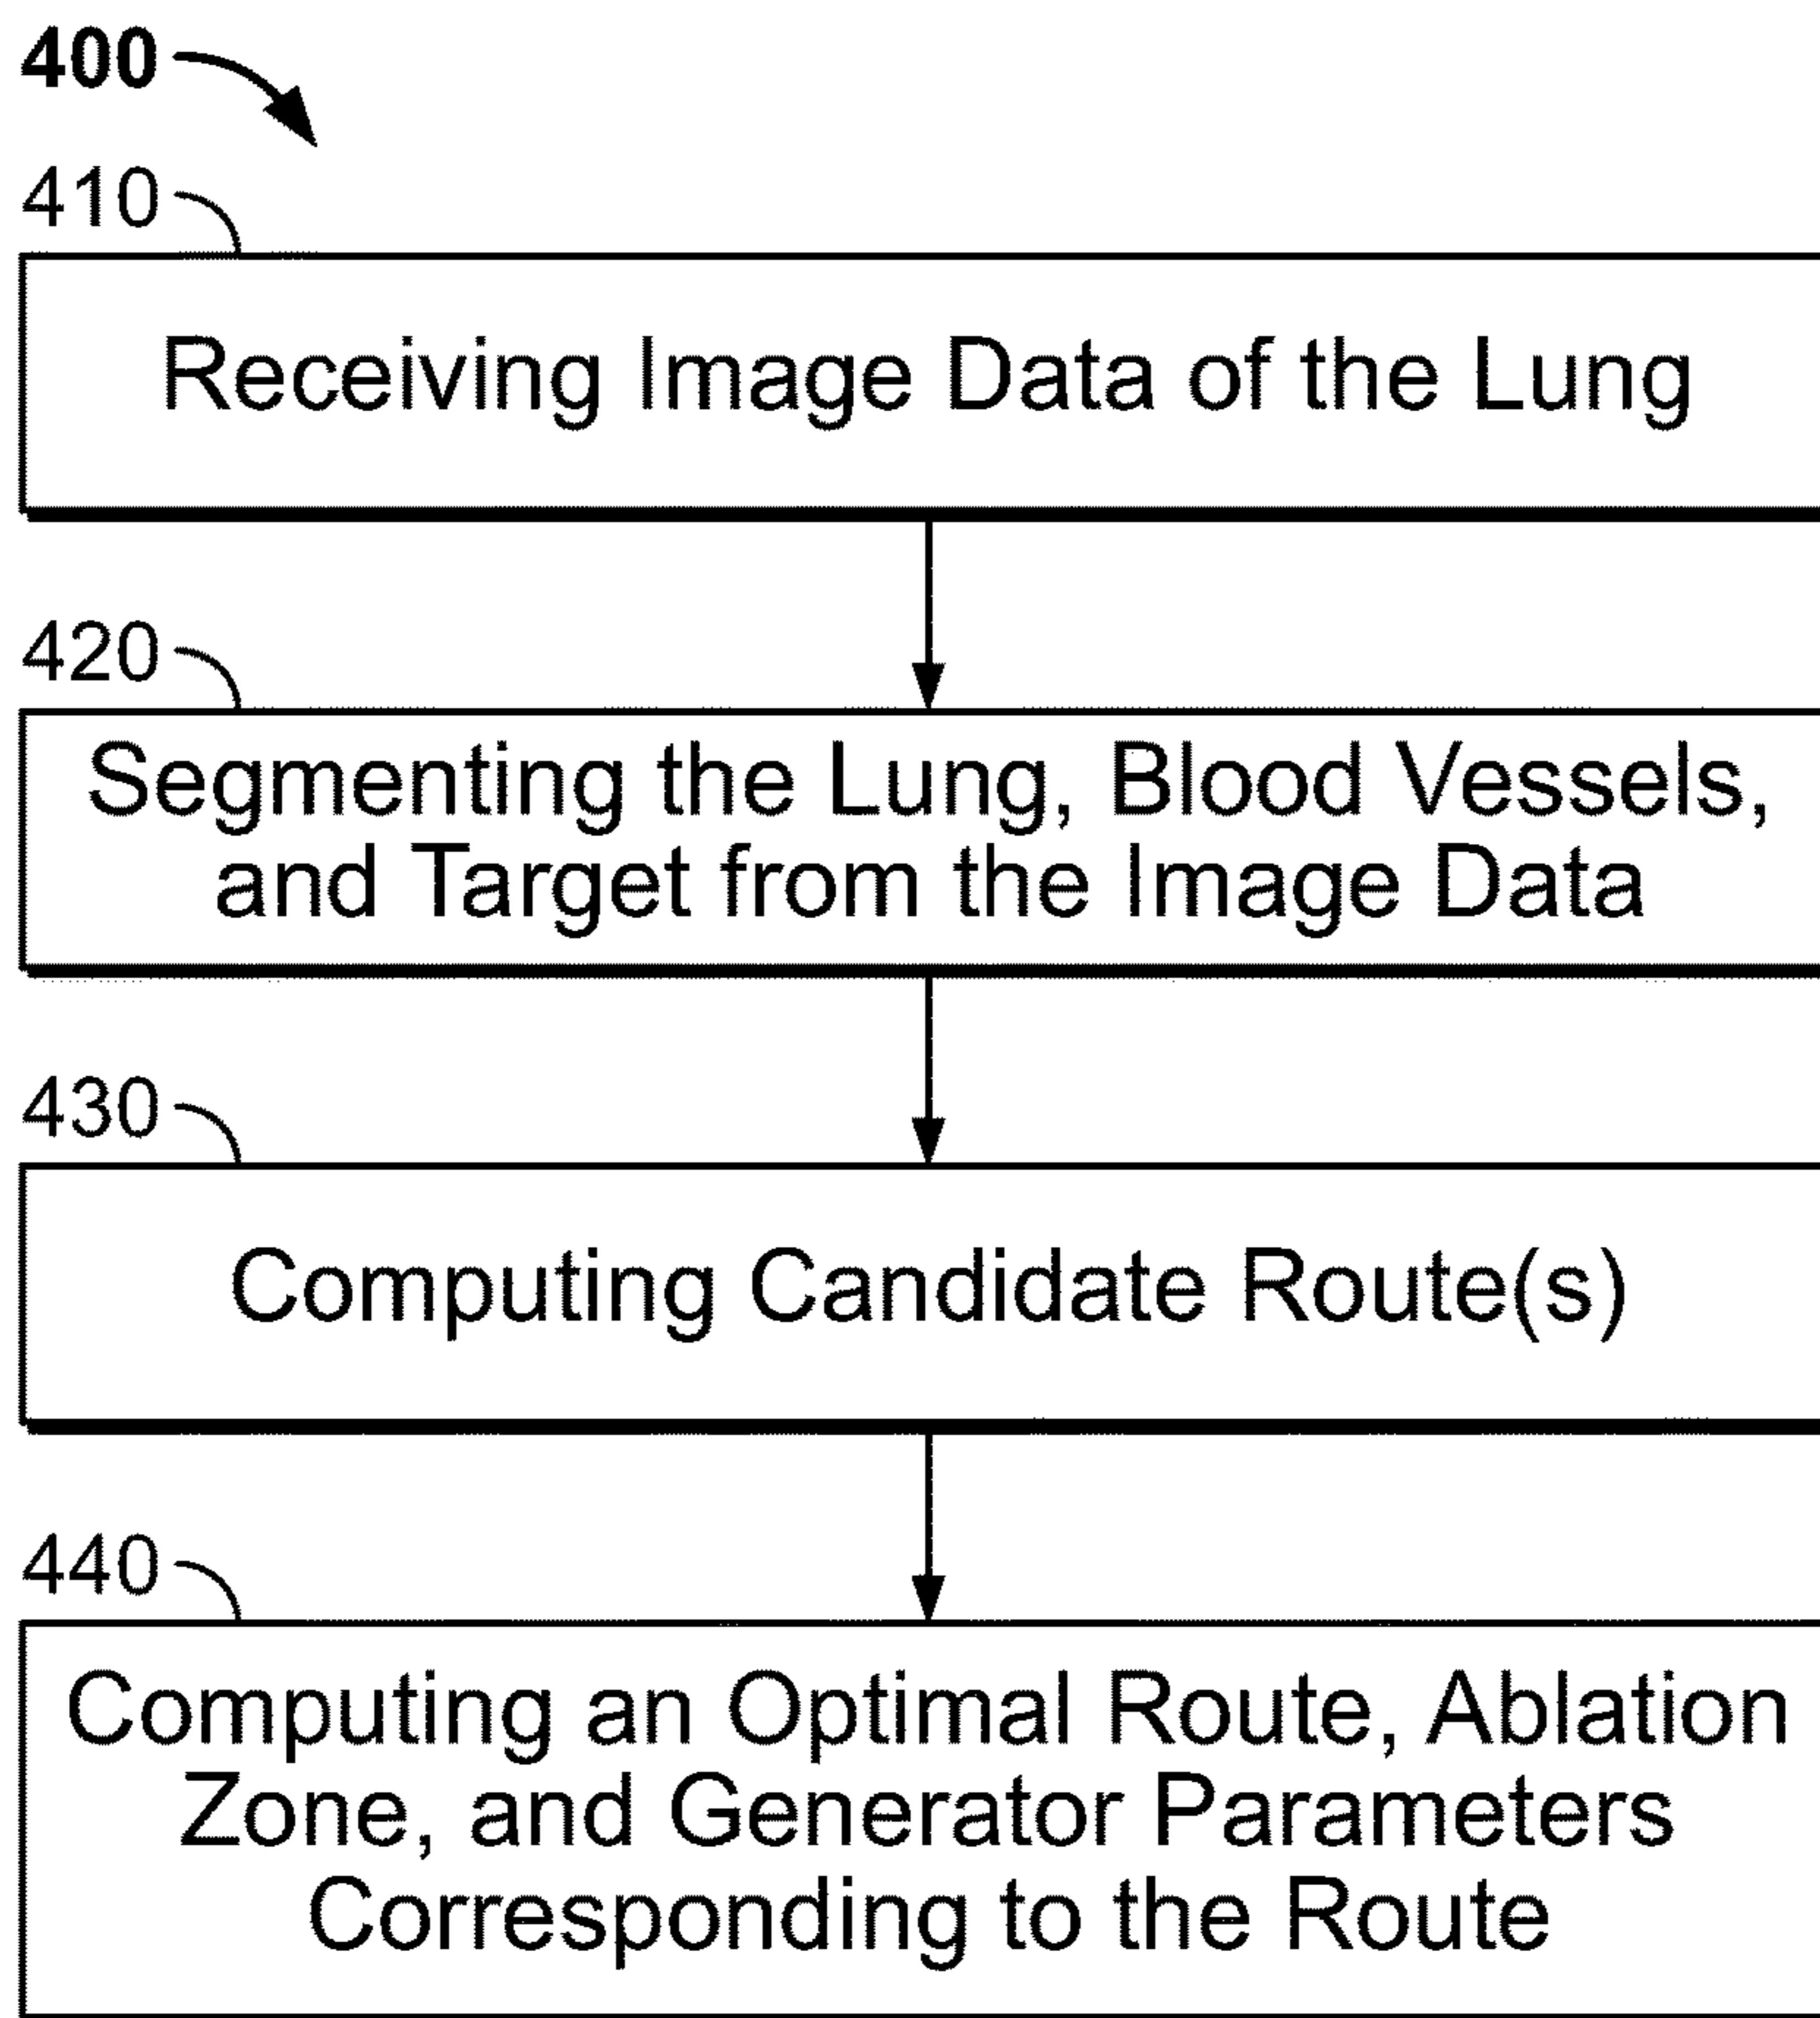 400
410
Receiving Image Data of the Lung
420
Segmenting the Lung, Blood Vessels,
and Target from the Image Data
430
Computing Candidate Route(s)
440
Computing an Optimal Route, Ablation
Zone, and Generator Parameters
Corresponding to the Route